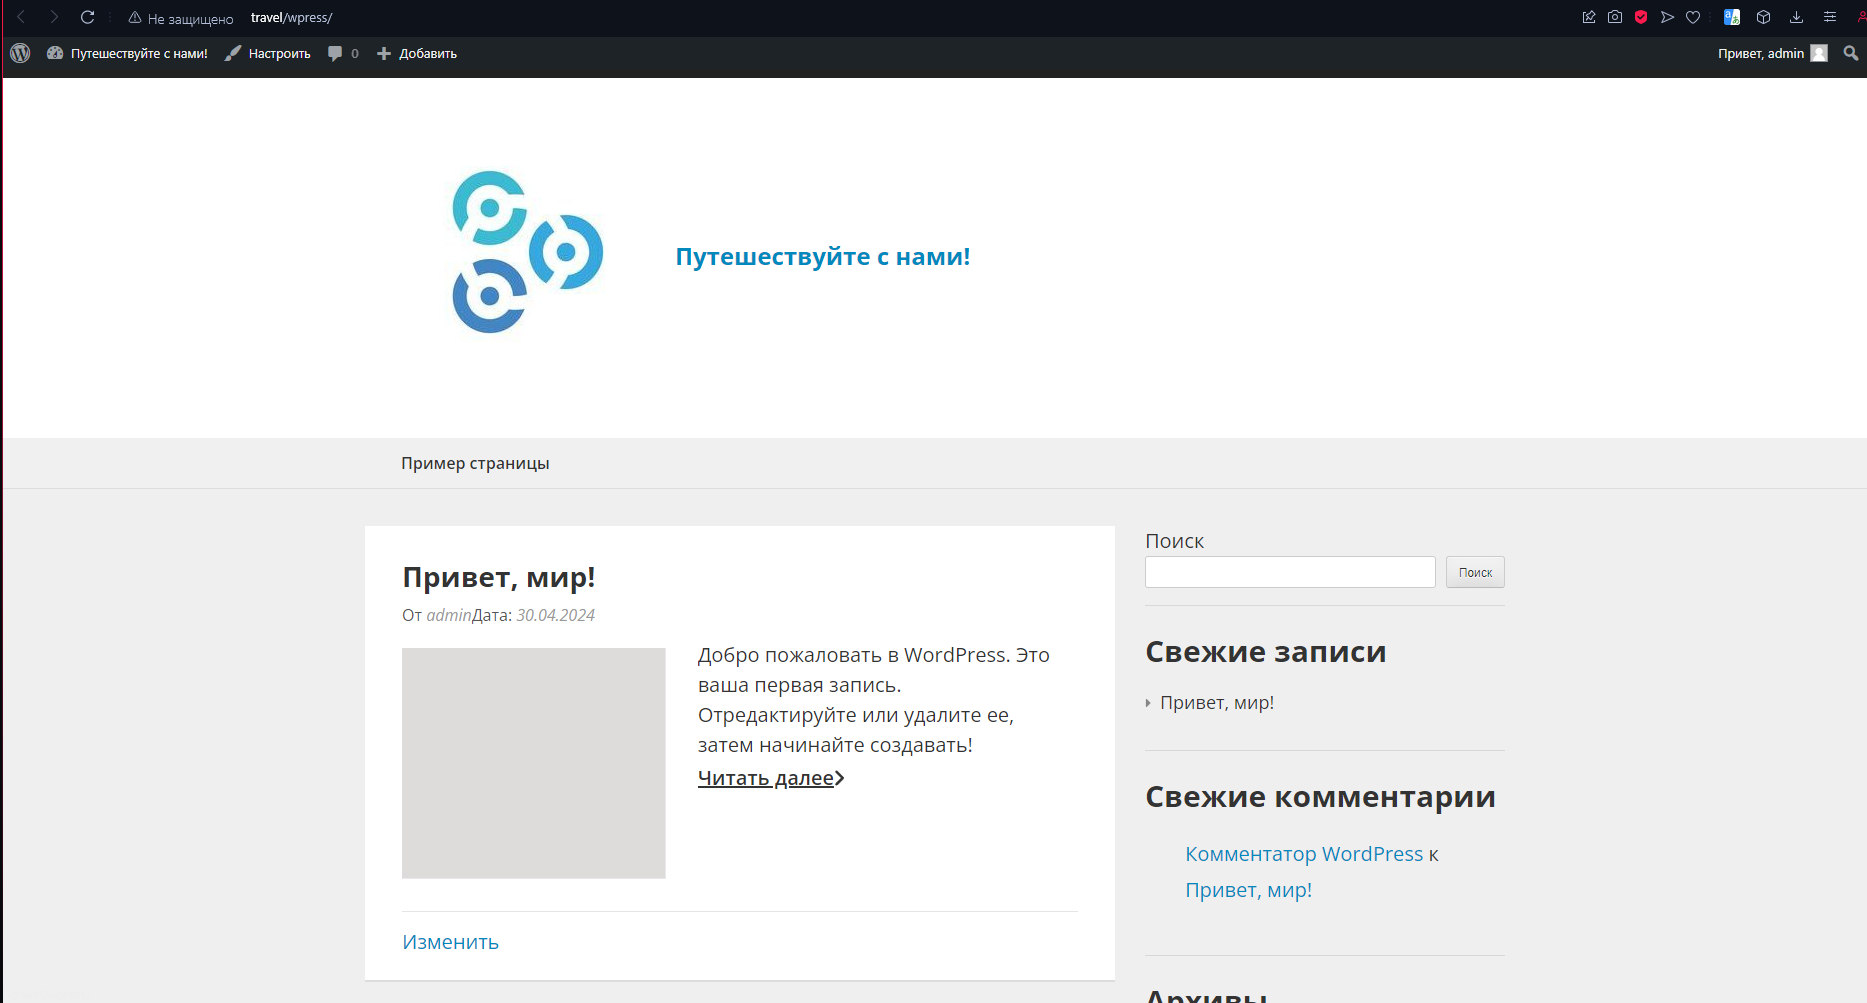 Не защищено travel/wpress/
Путешествуйте с нами! Настроить 0 Добавить Привет, admin
Путешествуйте с нами!
Пример страницы
Привет, мир!
От adminДата: 30.04.2024
Добро пожаловать в WordPress. Это
ваша первая запись.
Отредактируйте или удалите ее,
затем начинайте создавать!
Читать далее
Изменить
Поиск
Поиск
Свежие записи
Привет, мир!
Свежие комментарии
Комментатор WordPress к
Привет, мир!
Архивы